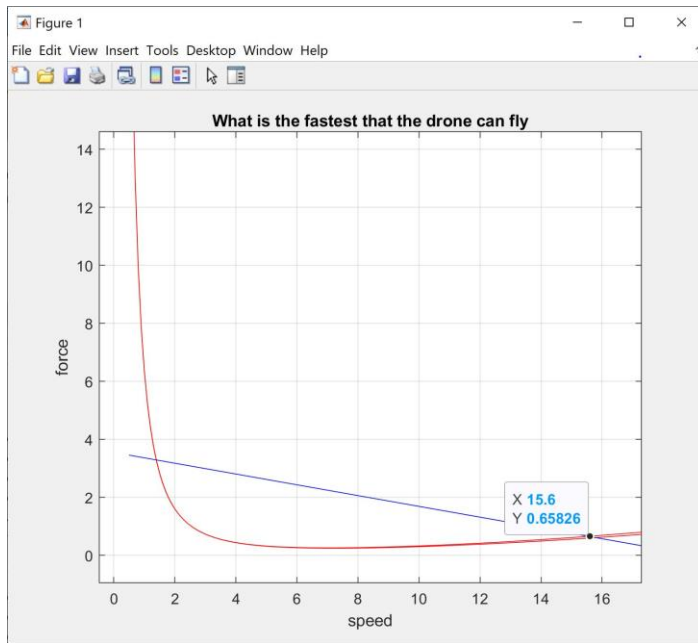 Figure 1
File Edit View Insert Tools Desktop Window Help
What is the fastest that the drone can fly
14
12
10
8
6
4
2
0
force
X 15.6
Y 0.65826
0 2 4 6 8 10 12 14 16
speed